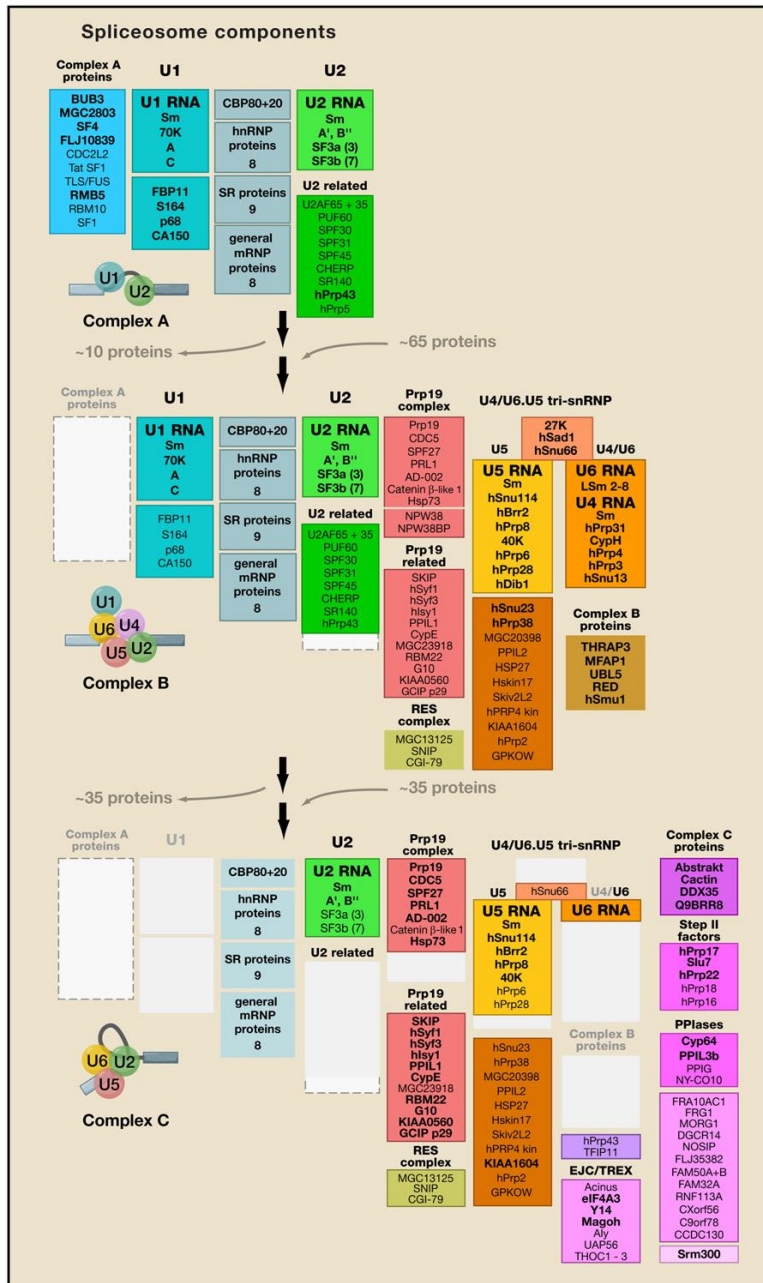 Spliceosome components
Complex A
proteins
BUB3
MGC2803
SF4
FLJ10839
CDC2L2
Tat SF1
TLS/FUS
RMB5
RBM10
SF1
U1
U1 RNA
Sm
70K
A
C
FBP11
S164
p68
CA150
CBP80+20
hnRNP
proteins
8
SR proteins
9
general
mRNP
proteins
8
U2
U2 RNA
Sm
A', B"
SF3a (3)
SF3b (7)
U2 related
U2AF65 + 35
PUF60
SPF30
SPF31
SPF45
CHERP
SR140
hPrp43
hPrp5
U1
U2
Complex A
~10 proteins
~65 proteins
Complex A
proteins
U1
U1 RNA
Sm
70K
A
C
FBP11
S164
p68
CA150
CBP80+20
hnRNP
proteins
8
SR proteins
9
general
mRNP
proteins
8
U2
U2 RNA
Sm
A', B"
SF3a (3)
SF3b (7)
U2 related
U2AF65 + 35
PUF60
SPF30
SPF31
SPF45
CHERP
SR140
hPrp43
Prp19
complex
Prp19
CDC5
SPF27
PRL1
AD-002
Catenin β-like 1
Hsp73
NPW38
NPW38BP
Prp19
related
SKIP
hSyf1
hSyf3
hIsy1
PPIL1
CypE
MGC23918
RBM22
G10
KIAA0560
GCIP p29
RES
complex
MGC13125
SNIP
CGI-79
U4/U6.U5 tri-snRNP
27K
hSad1
hSnu66
U5
U5 RNA
Sm
hSnu114
hBrr2
hPrp8
40K
hPrp6
hPrp28
hDib1
hSnu23
hPrp38
MGC20398
PPIL2
HSP27
Hskin17
Skiv2L2
hPRP4 kin
KIAA1604
hPrp2
GPKOW
U4/U6
U6 RNA
LSm 2-8
U4 RNA
Sm
hPrp31
CypH
hPrp4
hPrp3
hSnu13
Complex B
proteins
THRAP3
MFAP1
UBL5
RED
hSmu1
U1
U6
U4
U5
U2
Complex B
~35 proteins
~35 proteins
Complex A
proteins
U1
CBP80+20
hnRNP
proteins
8
SR proteins
9
general
mRNP
proteins
8
U2
U2 RNA
Sm
A', B"
SF3a (3)
SF3b (7)
U2 related
Prp19
complex
Prp19
CDC5
SPF27
PRL1
AD-002
Catenin β-like 1
Hsp73
Prp19
related
SKIP
hSyf1
hSyf3
hIsy1
PPIL1
CypE
MGC23918
RBM22
G10
KIAA0560
GCIP p29
RES
complex
MGC13125
SNIP
CGI-79
U4/U6.U5 tri-snRNP
hSnu66
U5
U5 RNA
Sm
hSnu114
hBrr2
hPrp8
40K
hPrp6
hPrp28
hSnu23
hPrp38
MGC20398
PPIL2
HSP27
Hskin17
Skiv2L2
hPRP4 kin
KIAA1604
hPrp2
GPKOW
U4/U6
U6 RNA
Complex B
proteins
hPrp43
TFIP11
EJC/TREX
Acinus
eIF4A3
Y14
Magoh
Aly
UAP56
THOC1 - 3
Complex C
proteins
Abstrakt
Cactin
DDX35
Q9BRR8
Step II
factors
hPrp17
Slu7
hPrp22
hPrp18
hPrp16
PPlases
Cyp64
PPIL3b
PPIG
NY-CO10
FRA10AC1
FRG1
MORG1
DGCR14
NOSIP
FLJ35382
FAM50A+B
FAM32A
RNF113A
CXorf56
C9orf78
CCDC130
Srm300
U6
U2
U5
Complex C